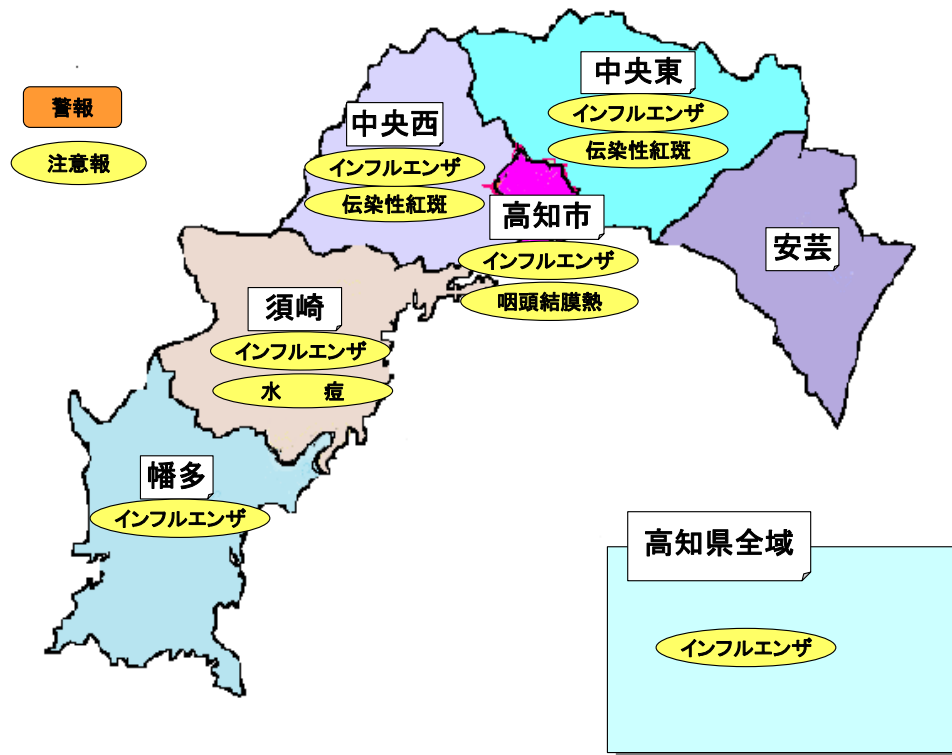 警報
注意報
中央東
インフルエンザ
伝染性紅斑
中央西
インフルエンザ
伝染性紅斑
高知市
インフルエンザ
咽頭結膜熱
安芸
須崎
インフルエンザ
水　痘
幡多
インフルエンザ
高知県全域
インフルエンザ